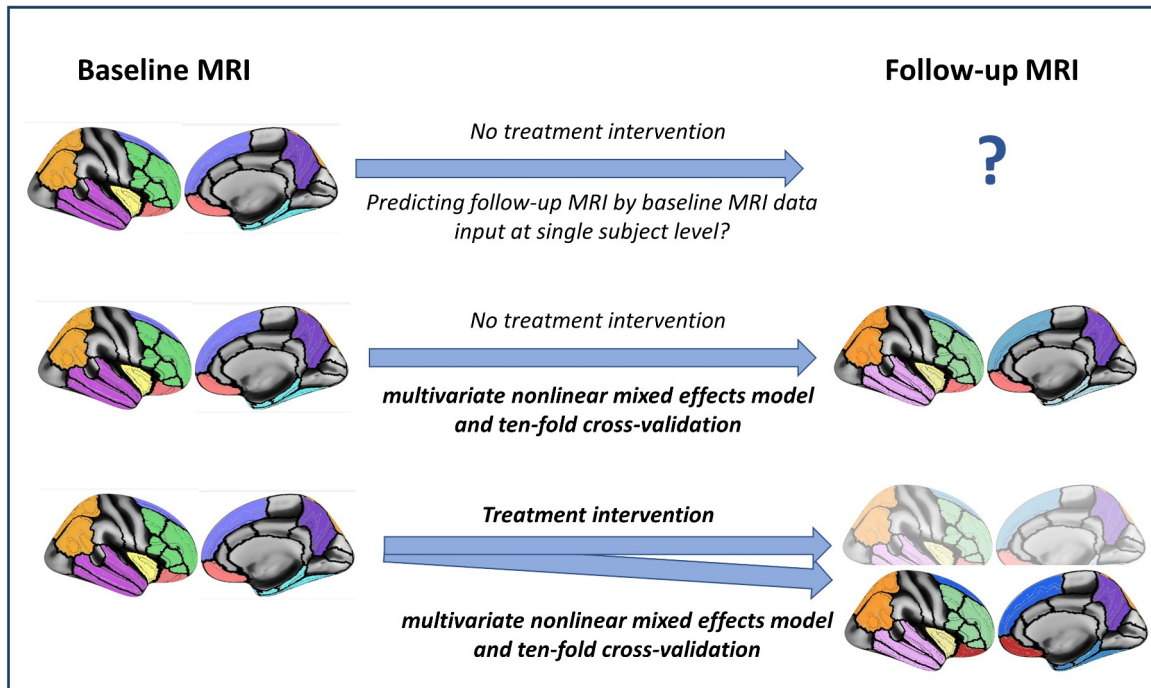 Baseline MRI
Follow-up MRI
No treatment intervention
?
Predicting follow-up MRI by baseline MRI data
input at single subject level?
No treatment intervention
multivariate nonlinear mixed effects model
and ten-fold cross-validation
Treatment intervention
multivariate nonlinear mixed effects model
and ten-fold cross-validation